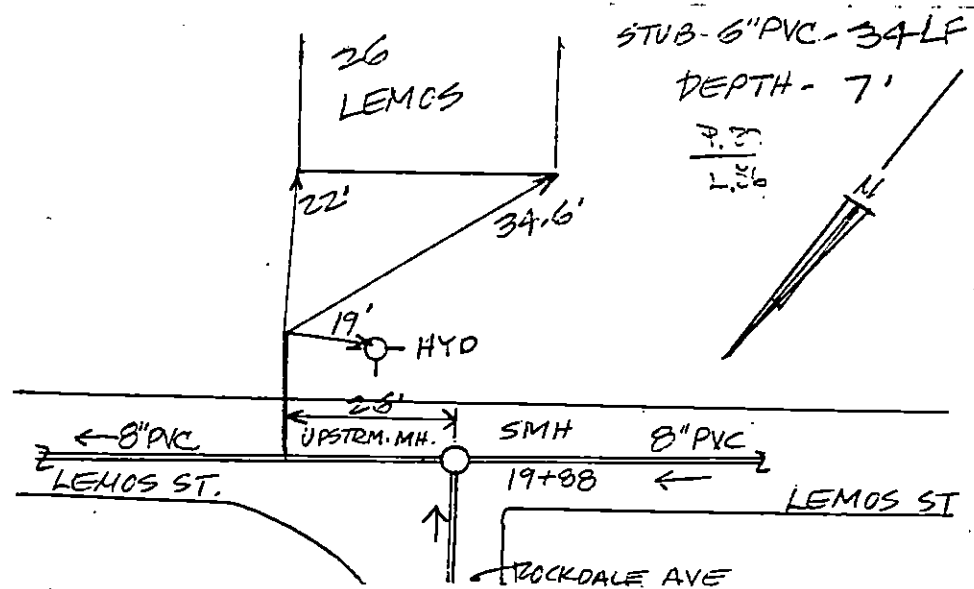 STUB-6"PVC-34LF
DEPTH- 7'
26
LEMOS
N
22'
34.6'
19'
HYD
26'
←8"PVC
UPSTRM. MH.
SMH
8"PVC
LEMOS ST.
19+88
←
LEMOS ST
↑
ROCKDALE AVE